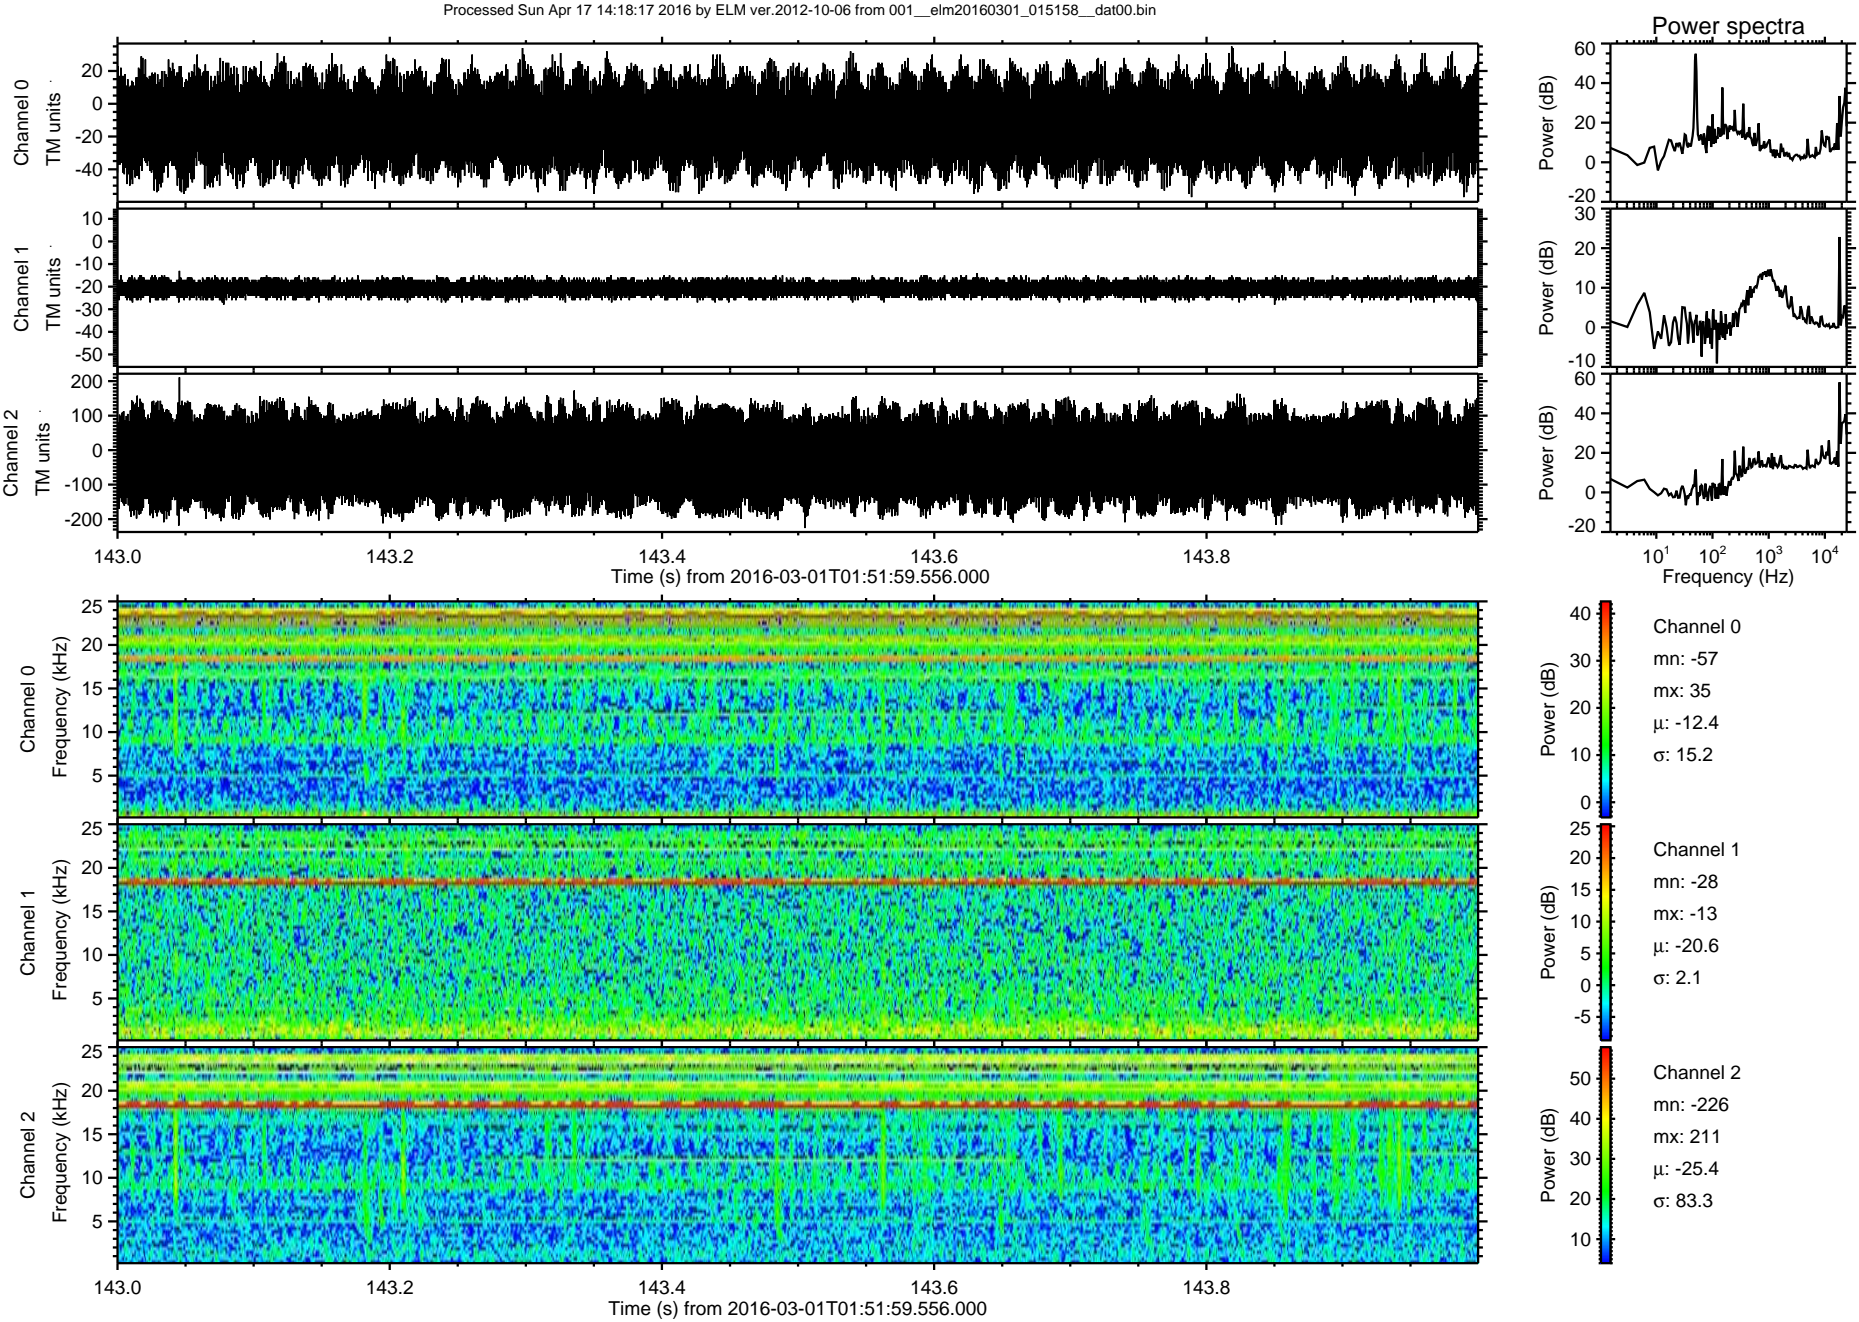 Processed Sun Apr 17 14:18:17 2016 by ELM ver.2012-10-06 from 001__elm20160301_015158__dat00.bin
Power spectra
Channel 0
TM units
20
0
-20
-40
Power (dB)
60
40
20
0
-20
Channel 1
TM units
10
0
-10
-20
-30
-40
-50
Power (dB)
30
20
10
0
-10
Channel 2
TM units
200
100
0
-100
-200
Power (dB)
60
40
20
0
-20
143.0 143.2 143.4 143.6 143.8
Time (s) from 2016-03-01T01:51:59.556.000
10^1 10^2 10^3 10^4
Frequency (Hz)
Channel 0
Frequency (kHz)
25
20
15
10
5
Power (dB)
40
30
20
10
0
Channel 0
mn: -57
mx: 35
μ: -12.4
σ: 15.2
Channel 1
Frequency (kHz)
25
20
15
10
5
Power (dB)
25
20
15
10
5
0
-5
Channel 1
mn: -28
mx: -13
μ: -20.6
σ: 2.1
Channel 2
Frequency (kHz)
25
20
15
10
5
Power (dB)
50
40
30
20
10
Channel 2
mn: -226
mx: 211
μ: -25.4
σ: 83.3
143.0 143.2 143.4 143.6 143.8
Time (s) from 2016-03-01T01:51:59.556.000